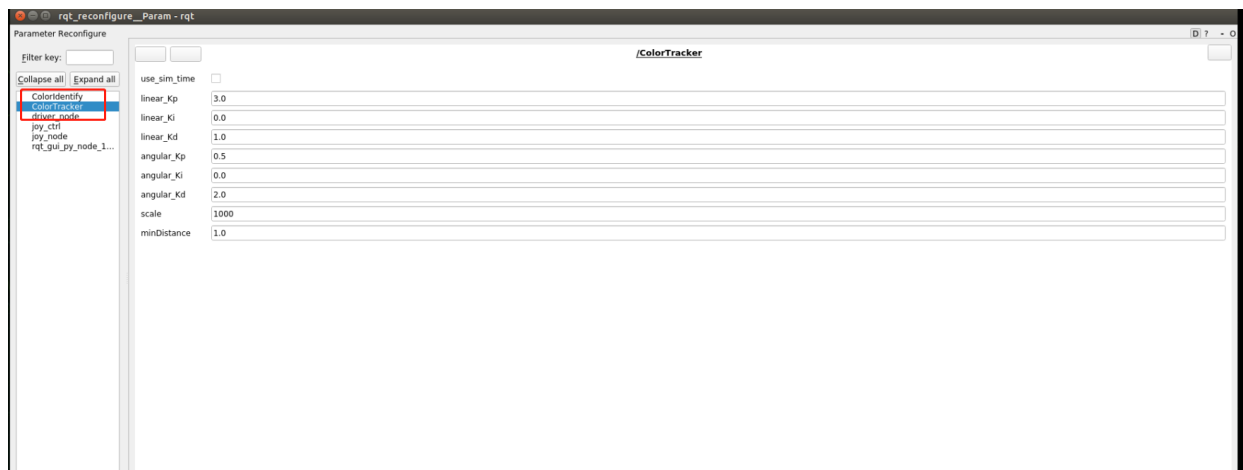 rqt_reconfigure__Param - rqt
Parameter Reconfigure
D ? - O
Filter key:
Collapse all Expand all
ColorIdentify
ColorTracker
driver_node
joy_ctrl
joy_node
rqt_gui_py_node_1...
/ColorTracker
use_sim_time
linear_Kp 3.0
linear_Ki 0.0
linear_Kd 1.0
angular_Kp 0.5
angular_Ki 0.0
angular_Kd 2.0
scale 1000
minDistance 1.0